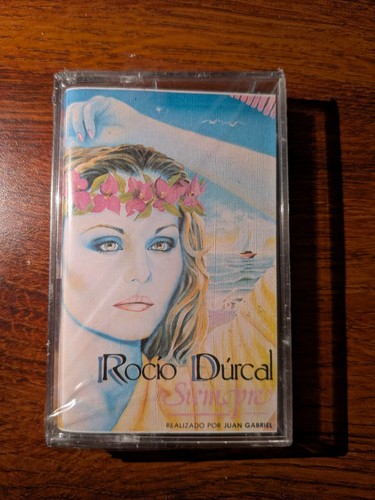 Rocío Dúrcal
Siempre
REALIZADO POR JUAN GABRIEL